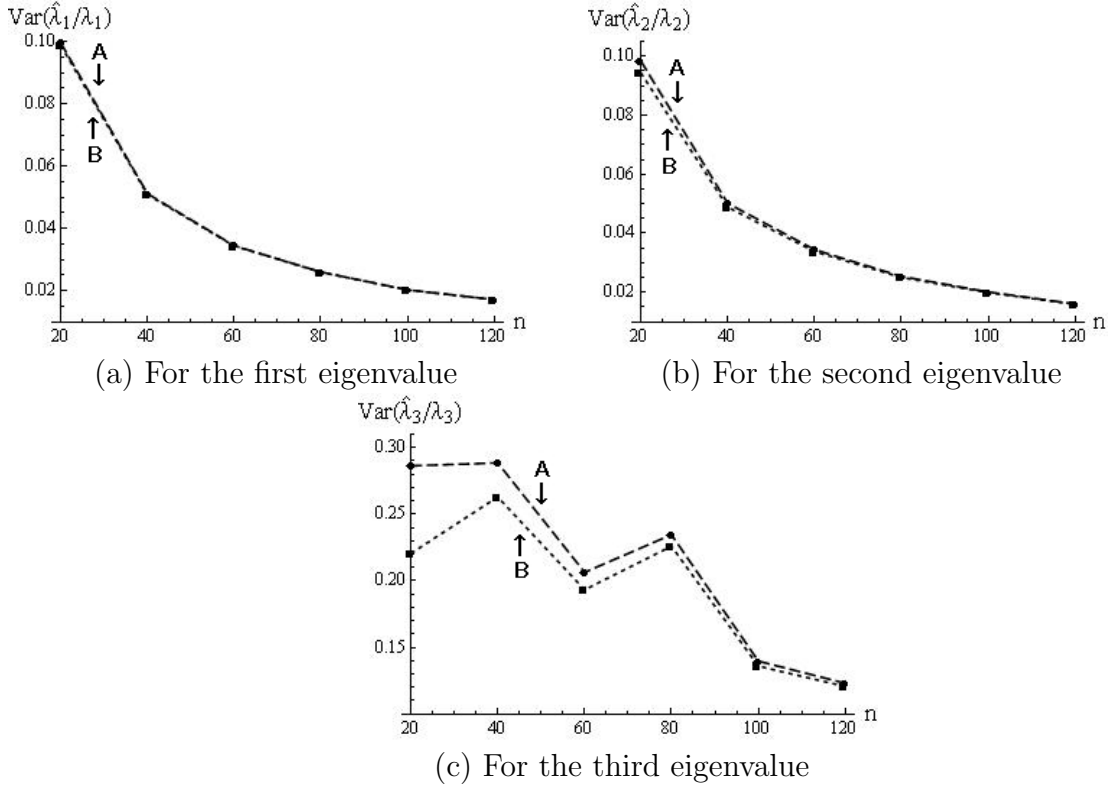 Var(λ̂₁/λ₁)
0.10
0.08
0.06
0.04
0.02
A
B
20 40 60 80 100 120 n
(a) For the first eigenvalue
Var(λ̂₂/λ₂)
0.10
0.08
0.06
0.04
0.02
A
B
20 40 60 80 100 120 n
(b) For the second eigenvalue
Var(λ̂₃/λ₃)
0.30
0.25
0.20
0.15
A
B
20 40 60 80 100 120 n
(c) For the third eigenvalue